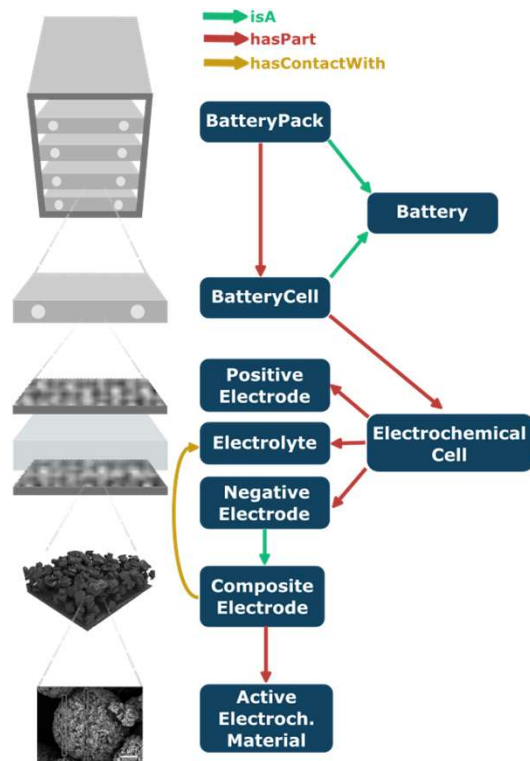 isA
hasPart
hasContactWith
BatteryPack
Battery
BatteryCell
Positive
Electrode
Electrolyte
Electrochemical
Cell
Negative
Electrode
Composite
Electrode
Active
Electroch.
Material